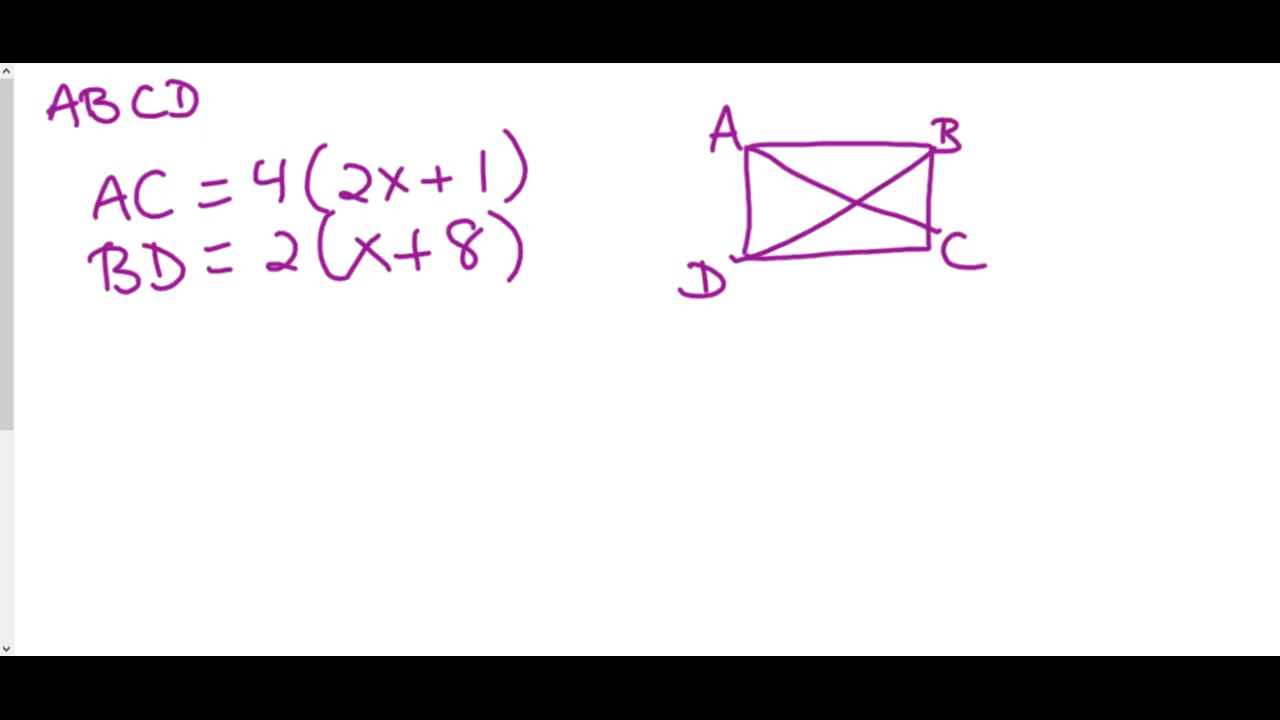 ABCD
AC = 4(2x+1)
BD = 2(x+8)
A
B
D
C